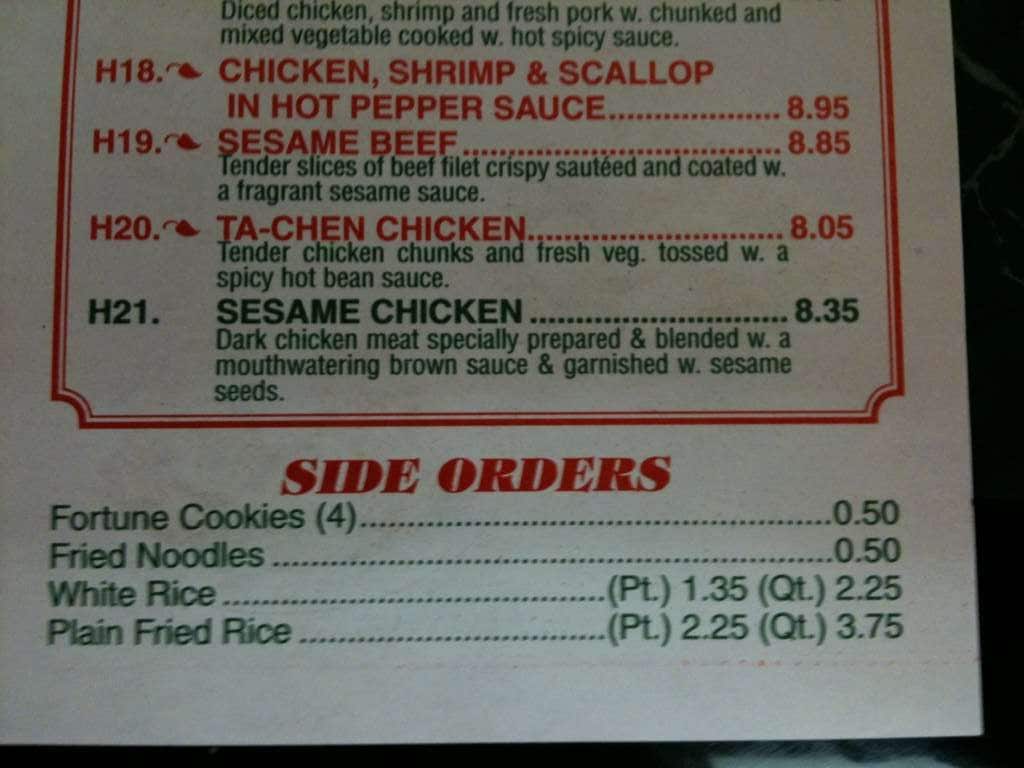 Diced chicken, shrimp and fresh pork w. chunked and
mixed vegetable cooked w. hot spicy sauce.
H18. CHICKEN, SHRIMP & SCALLOP
IN HOT PEPPER SAUCE................... 8.95
H19. SESAME BEEF.................................... 8.85
Tender slices of beef filet crispy sautéed and coated w.
a fragrant sesame sauce.
H20. TA-CHEN CHICKEN............................ 8.05
Tender chicken chunks and fresh veg. tossed w. a
spicy hot bean sauce.
H21. SESAME CHICKEN ............................ 8.35
Dark chicken meat specially prepared & blended w. a
mouthwatering brown sauce & garnished w. sesame
seeds.
SIDE ORDERS
Fortune Cookies (4)....................................................0.50
Fried Noodles ..............................................................0.50
White Rice ..........................................(Pt.) 1.35 (Qt.) 2.25
Plain Fried Rice ..................................(Pt.) 2.25 (Qt.) 3.75